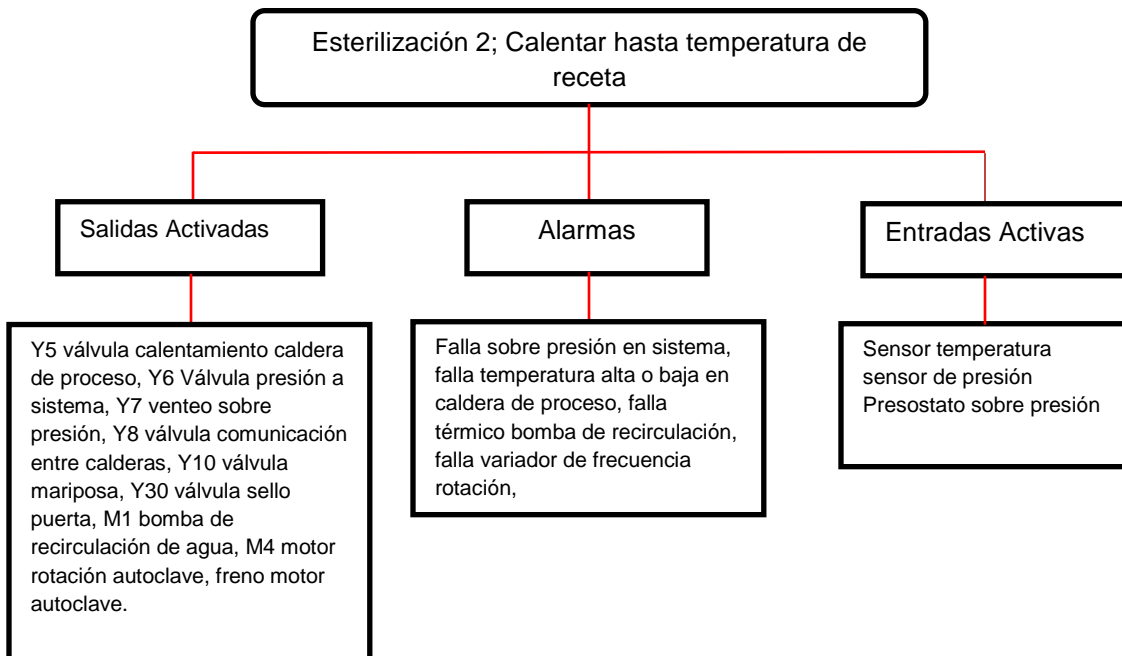 Esterilización 2; Calentar hasta temperatura de
receta
Salidas Activadas
Alarmas
Entradas Activas
Y5 válvula calentamiento caldera
de proceso, Y6 Válvula presión a
sistema, Y7 venteo sobre
presión, Y8 válvula comunicación
entre calderas, Y10 válvula
mariposa, Y30 válvula sello
puerta, M1 bomba de
recirculación de agua, M4 motor
rotación autoclave, freno motor
autoclave.
Falla sobre presión en sistema,
falla temperatura alta o baja en
caldera de proceso, falla
térmico bomba de recirculación,
falla variador de frecuencia
rotación,
Sensor temperatura
sensor de presión
Presostato sobre presión